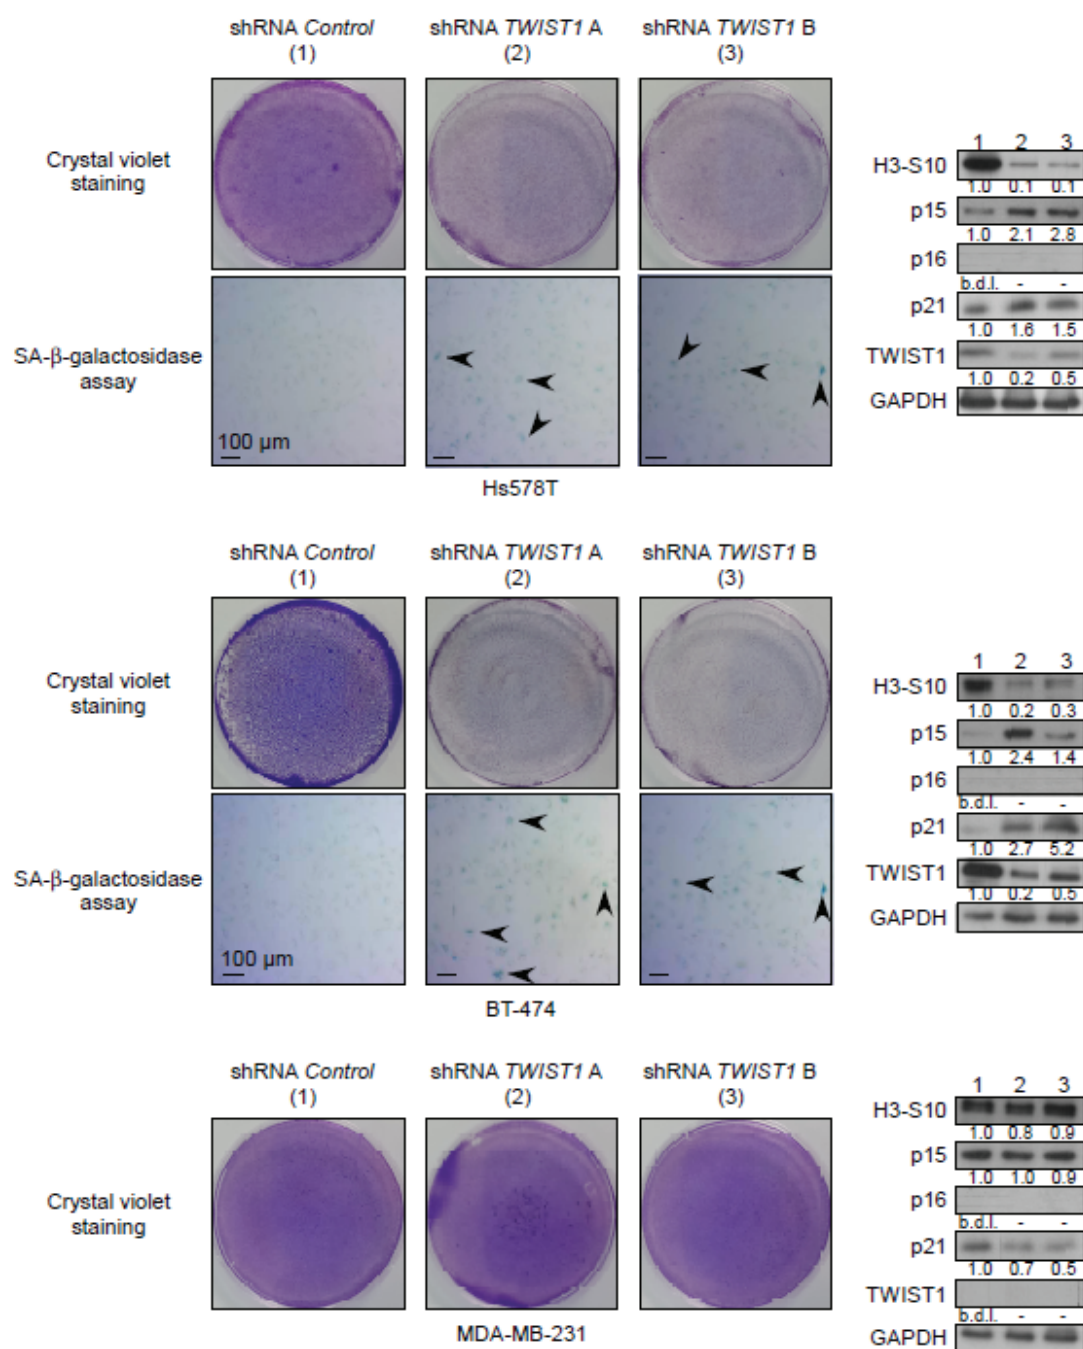 shRNA Control
(1)
shRNA TWIST1 A
(2)
shRNA TWIST1 B
(3)
Crystal violet
staining
SA-β-galactosidase
assay
100 µm
Hs578T
1 2 3
H3-S10
1.0 0.1 0.1
p15
1.0 2.1 2.8
p16
b.d.l. - -
p21
1.0 1.6 1.5
TWIST1
1.0 0.2 0.5
GAPDH
shRNA Control
(1)
shRNA TWIST1 A
(2)
shRNA TWIST1 B
(3)
Crystal violet
staining
SA-β-galactosidase
assay
100 µm
BT-474
1 2 3
H3-S10
1.0 0.2 0.3
p15
1.0 2.4 1.4
p16
b.d.l. - -
p21
1.0 2.7 5.2
TWIST1
1.0 0.2 0.5
GAPDH
shRNA Control
(1)
shRNA TWIST1 A
(2)
shRNA TWIST1 B
(3)
Crystal violet
staining
MDA-MB-231
1 2 3
H3-S10
1.0 0.8 0.9
p15
1.0 1.0 0.9
p16
b.d.l. - -
p21
1.0 0.7 0.5
TWIST1
b.d.l. - -
GAPDH